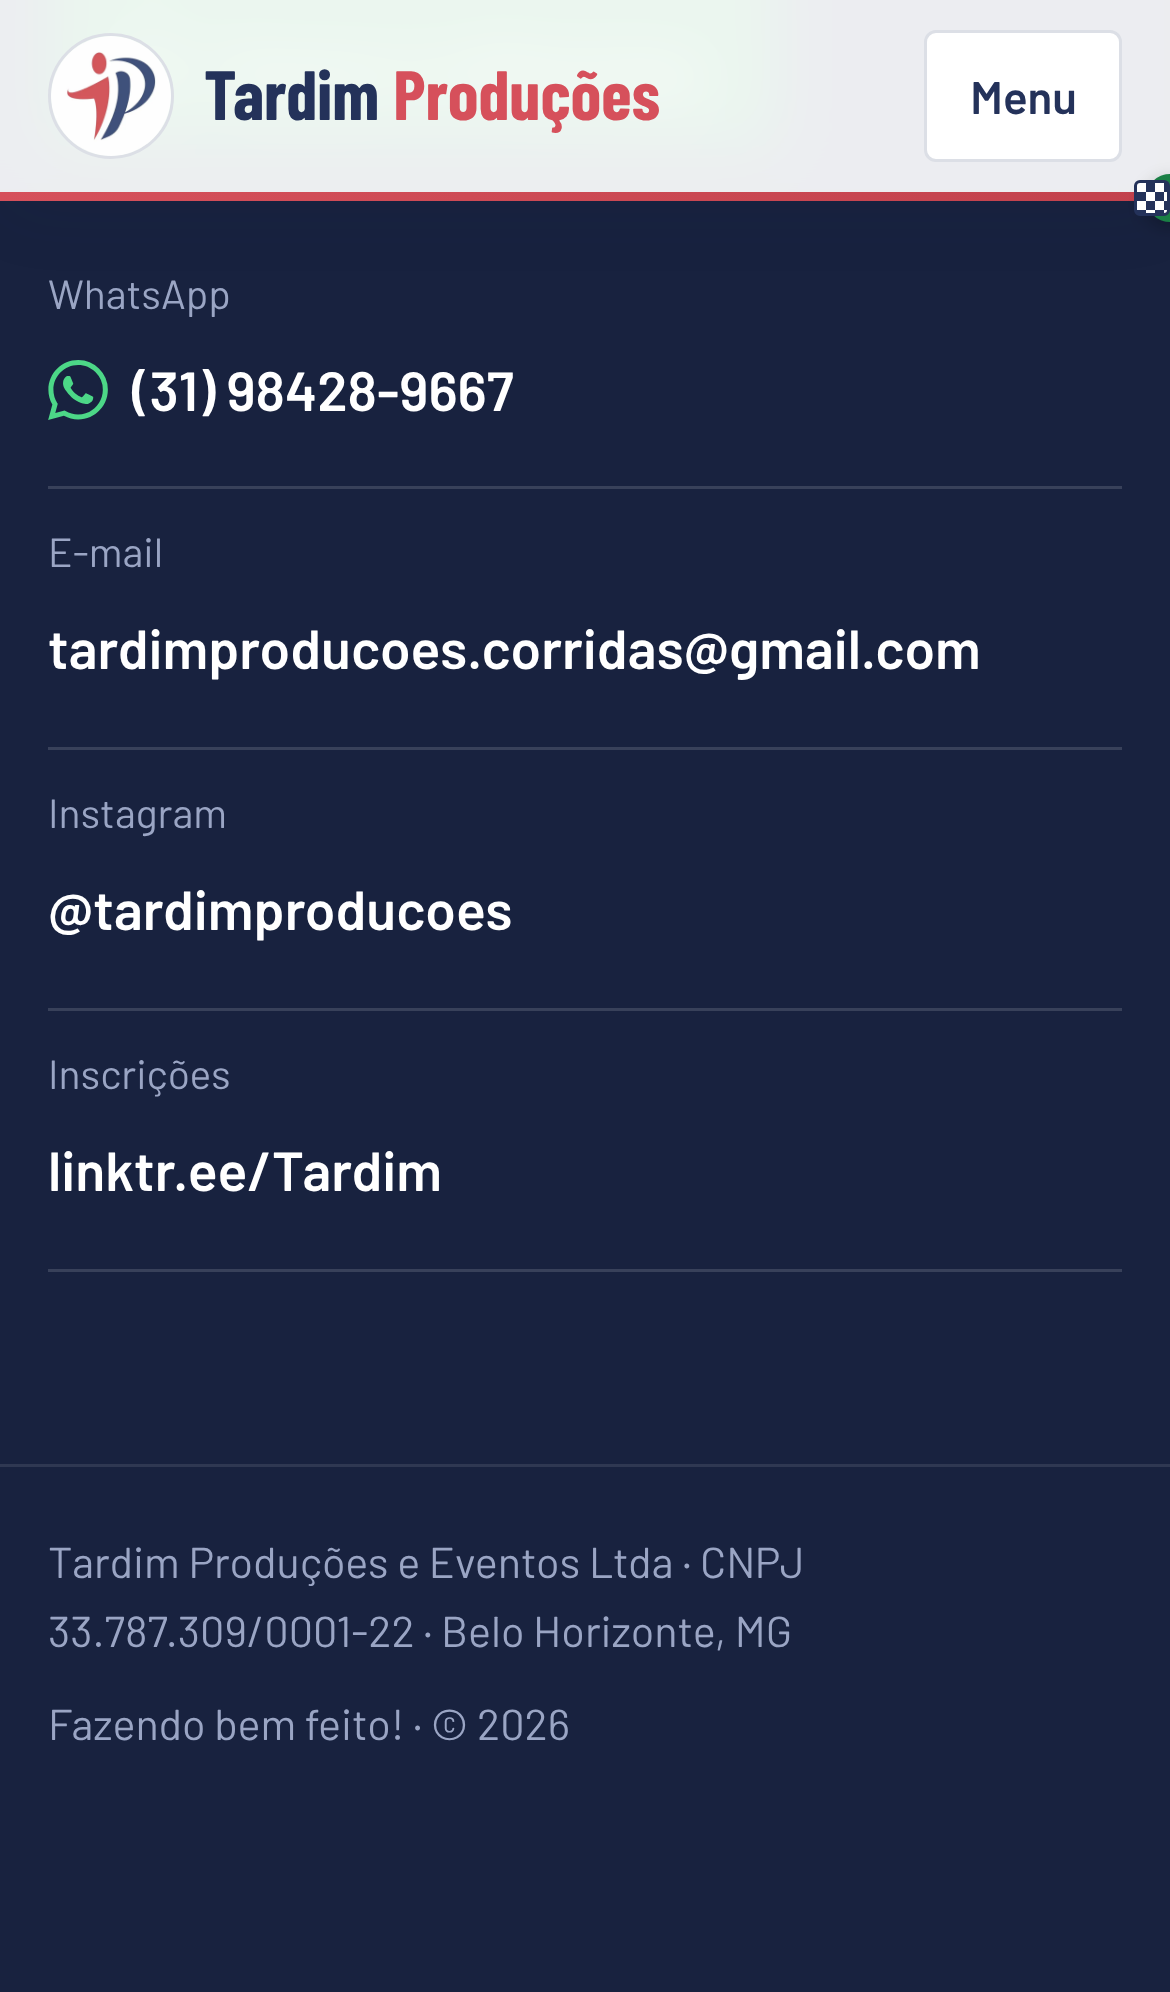 Tardim Produções
Menu
WhatsApp
(31) 98428-9667
E-mail
tardimproducoes.corridas@gmail.com
Instagram
@tardimproducoes
Inscrições
linktr.ee/Tardim
Tardim Produções e Eventos Ltda · CNPJ
33.787.309/0001-22 · Belo Horizonte, MG
Fazendo bem feito! · © 2026